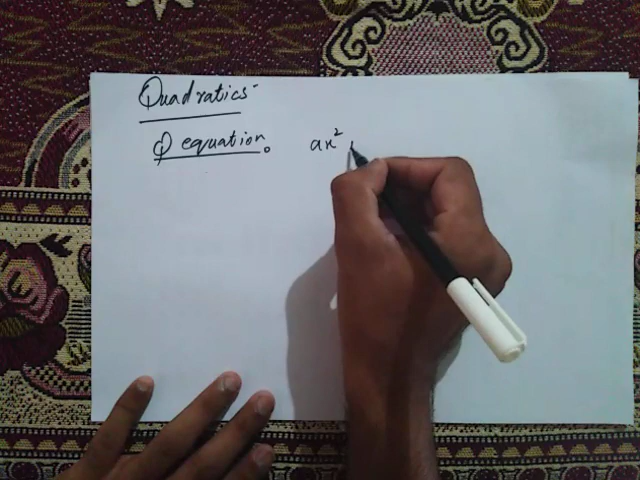 Quadratics-
Q equation. ax²